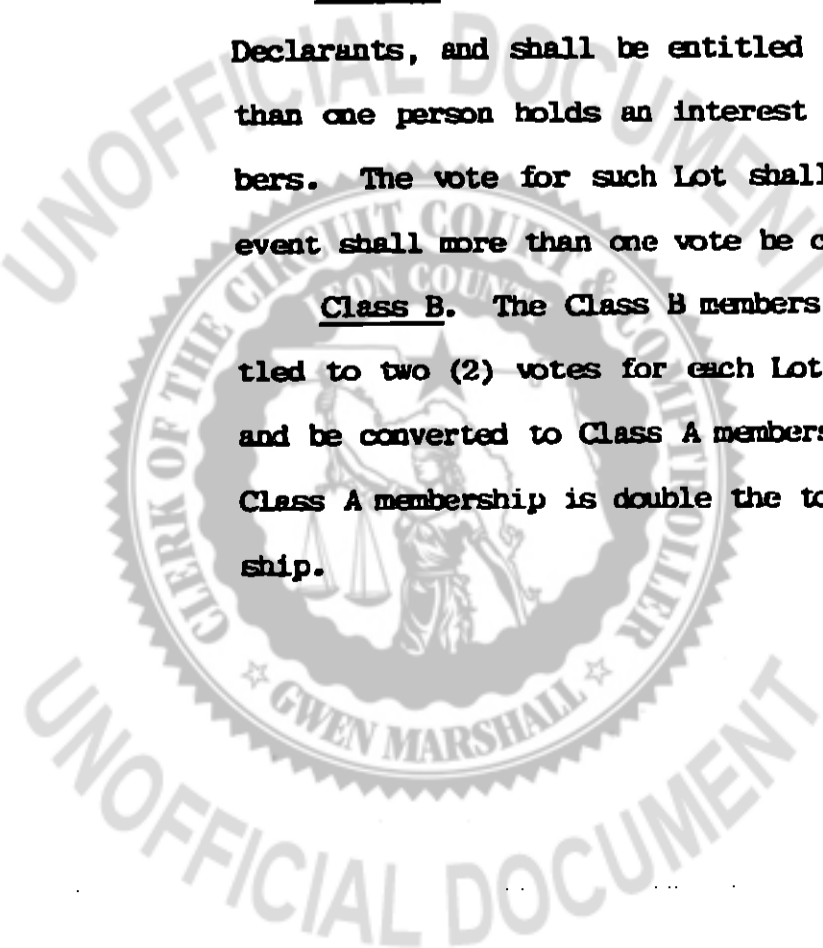 Declarants, and shall be entitled
than one person holds an interest
bers. The vote for such Lot shall
event shall more than one vote be c
Class B. The Class B members
tled to two (2) votes for each Lot
and be converted to Class A members
Class A membership is double the to
ship.
UNOFFICIAL DOCUMENT
CLERK OF THE CIRCUIT COURT & COMPTROLLER
LEON COUNTY
GWEN MARSHALL
UNOFFICIAL DOCUMENT